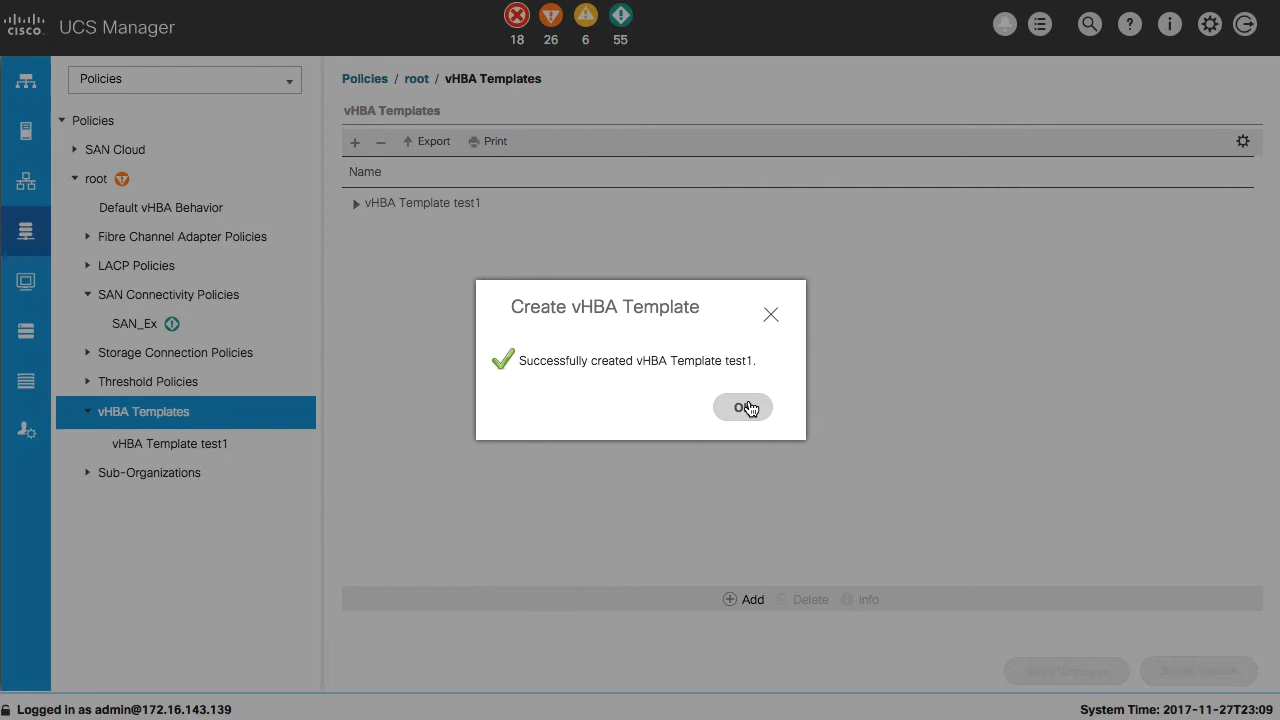 CISCO UCS Manager
18 26 6 55
Policies
Policies / root / vHBA Templates
vHBA Templates
Export Print
Name
vHBA Template test1
Policies
SAN Cloud
root
Default vHBA Behavior
Fibre Channel Adapter Policies
LACP Policies
SAN Connectivity Policies
SAN_Ex
Storage Connection Policies
Threshold Policies
vHBA Templates
vHBA Template test1
Sub-Organizations
Create vHBA Template
Successfully created vHBA Template test1.
Add Delete Info
Logged in as admin@172.16.143.139
System Time: 2017-11-27T23:09